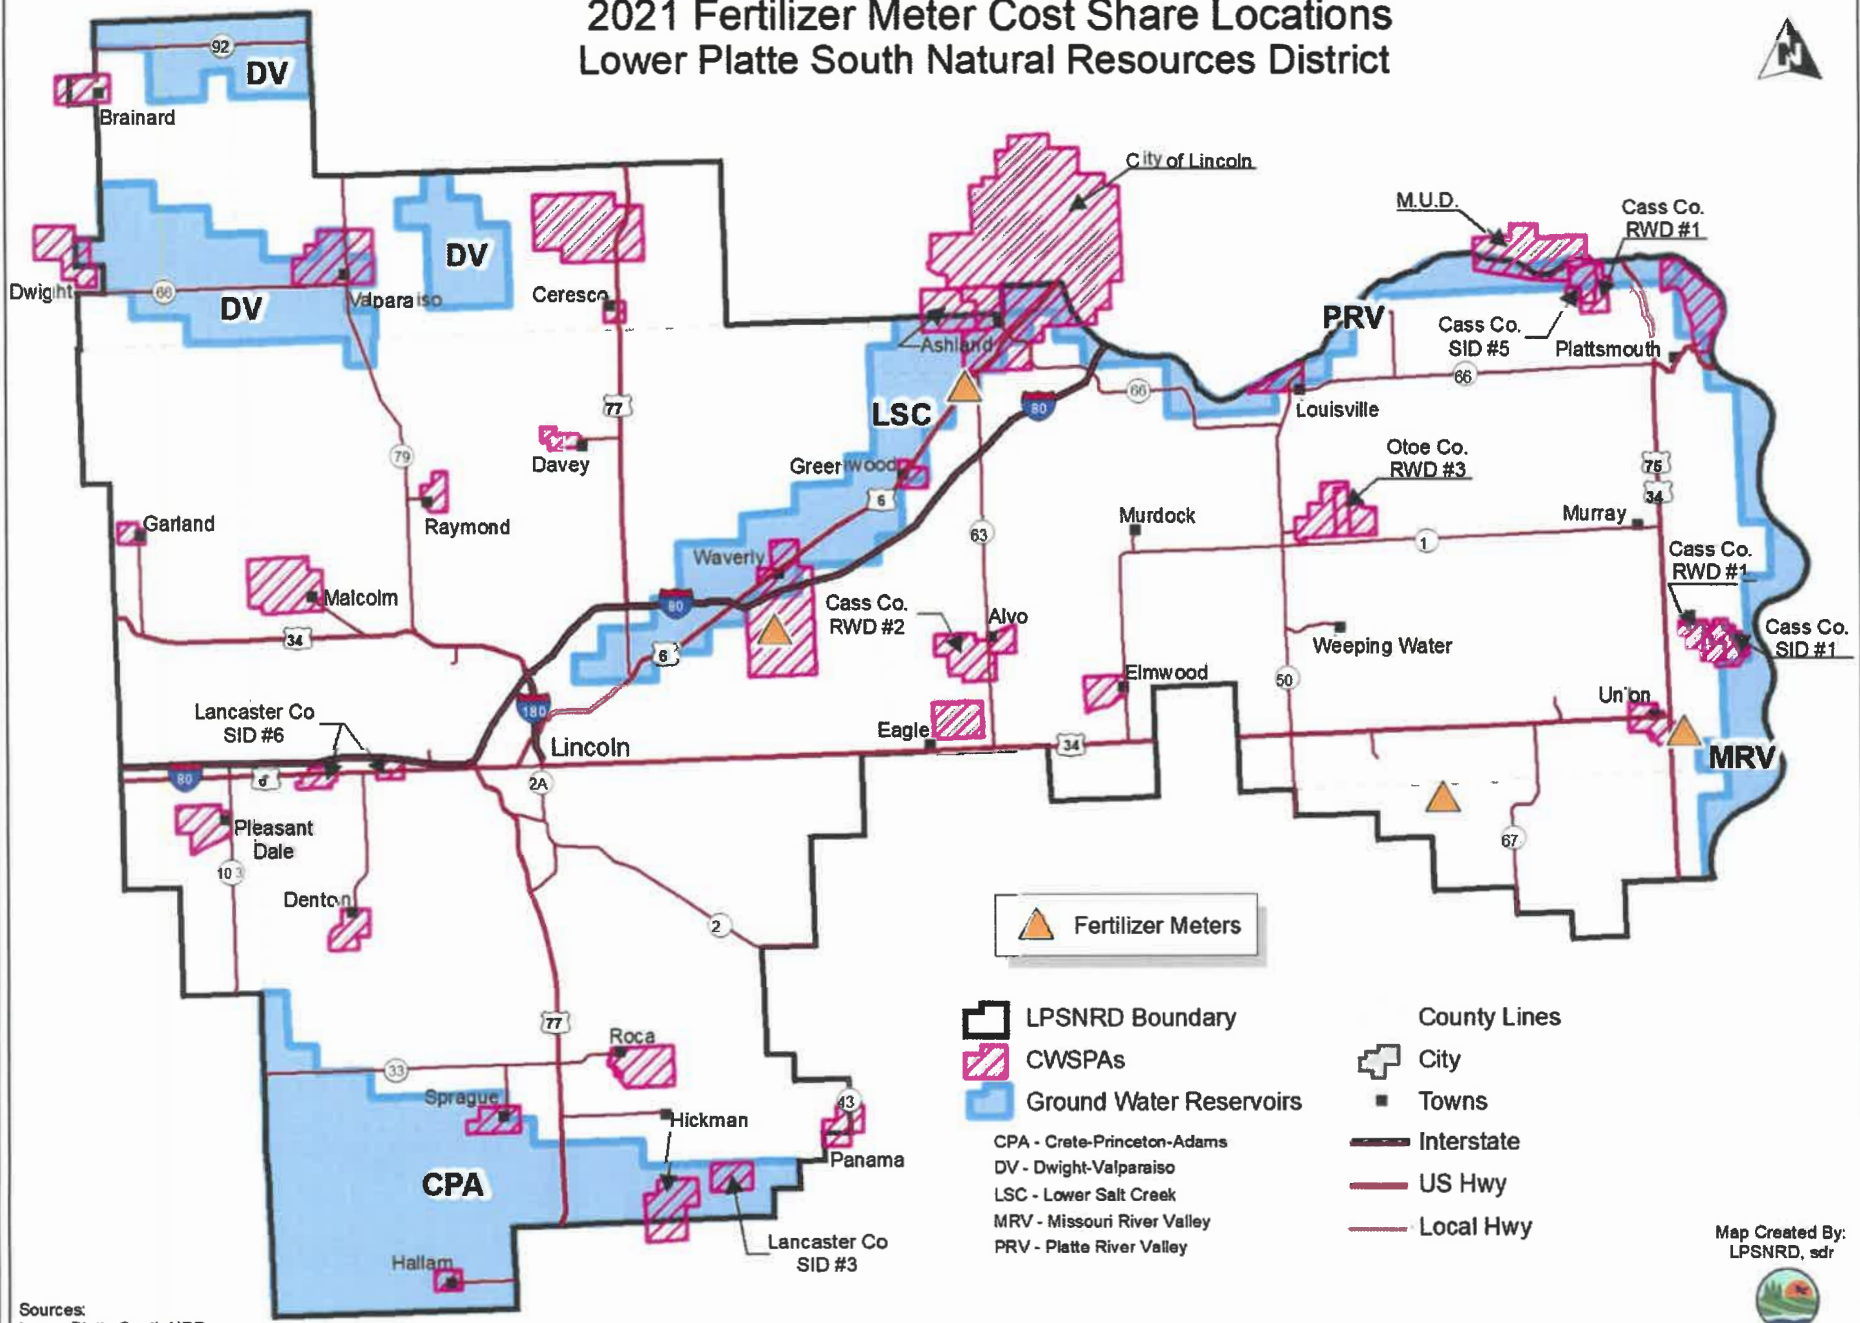 2021 Fertilizer Meter Cost Share Locations
Lower Platte South Natural Resources District
N
92
DV
Brainard
City of Lincoln
M.U.D.
Cass Co.
RWD #1
DV
Dwight
66
DV
Valparaiso
Ceresco
PRV
Cass Co.
SID #5
Plattsmouth
Ashland
66
66
77
LSC
80
Louisville
79
Davey
Greenwood
6
Otoe Co.
RWD #3
75
34
Garland
Raymond
63
Murdock
Murray
1
Waverly
Cass Co.
RWD #1
Malcolm
80
Cass Co.
RWD #2
Alvo
Weeping Water
Cass Co.
SID #1
34
6
Elmwood
50
Union
Lancaster Co
SID #6
180
Lincoln
Eagle
34
MRV
80
6
2A
Pleasant
Dale
103
67
Denton
2
Fertilizer Meters
77
Roca
33
Sprague
Hickman
43
Panama
CPA
Lancaster Co
SID #3
Hallam
LPSNRD Boundary
CWSPAs
Ground Water Reservoirs
CPA - Crete-Princeton-Adams
DV - Dwight-Valparaiso
LSC - Lower Salt Creek
MRV - Missouri River Valley
PRV - Platte River Valley
County Lines
City
Towns
Interstate
US Hwy
Local Hwy
Map Created By:
LPSNRD, sdr
Sources: